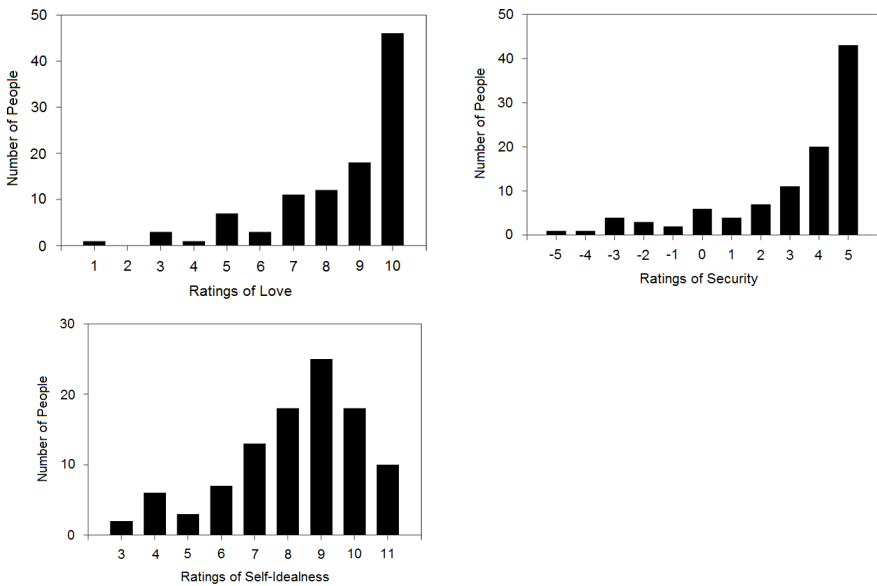 50
40
30
20
10
0
Number of People
1 2 3 4 5 6 7 8 9 10
Ratings of Love
50
40
30
20
10
0
Number of People
-5 -4 -3 -2 -1 0 1 2 3 4 5
Ratings of Security
30
20
10
0
Number of People
3 4 5 6 7 8 9 10 11
Ratings of Self-Idealness